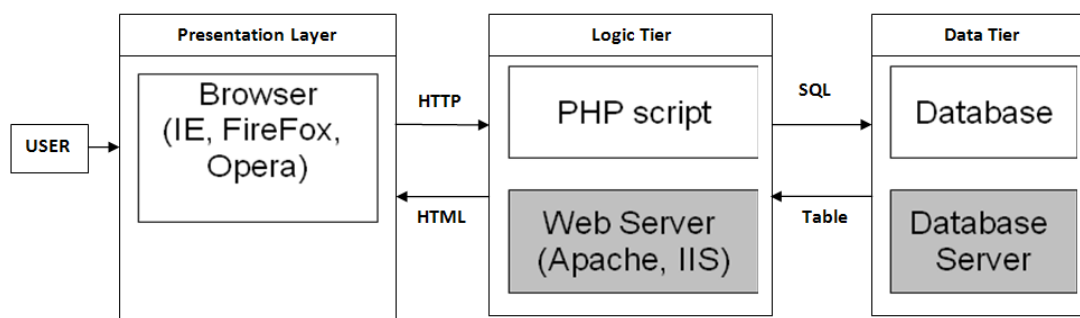 Presentation Layer
Logic Tier
Data Tier
USER
Browser
(IE, FireFox,
Opera)
HTTP
HTML
PHP script
Web Server
(Apache, IIS)
SQL
Table
Database
Database
Server